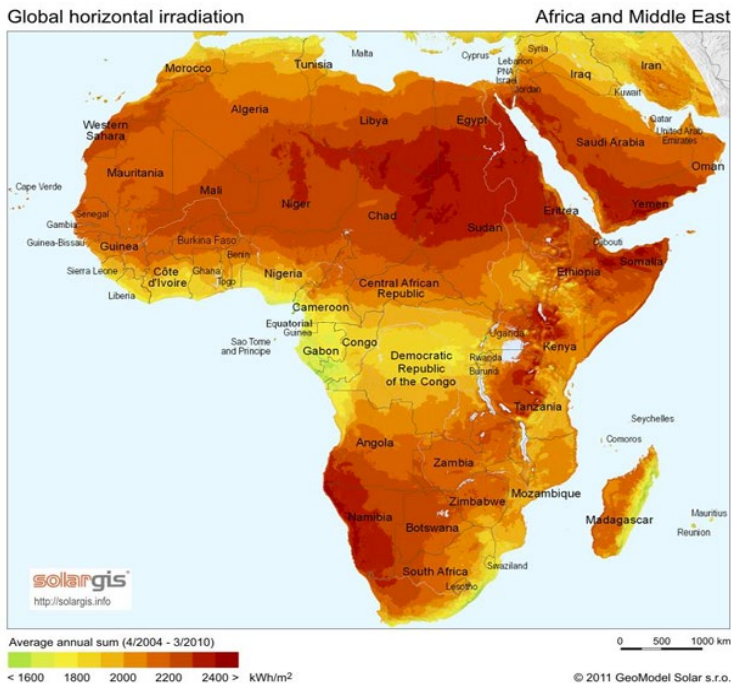 Global horizontal irradiation
Africa and Middle East
Malta
Cyprus
Syria
Lebanon
PNA
Israel
Jordan
Iraq
Iran
Kuwait
Morocco
Tunisia
Algeria
Libya
Egypt
Qatar
United Arab
Emirates
Saudi Arabia
Western
Sahara
Oman
Mauritania
Cape Verde
Mali
Niger
Chad
Sudan
Eritrea
Yemen
Senegal
Gambia
Guinea-Bissau
Guinea
Burkina Faso
Benin
Djibouti
Somalia
Ethiopia
Sierra Leone
Côte
d'Ivoire
Ghana
Togo
Nigeria
Central African
Republic
Liberia
Cameroon
Equatorial
Guinea
Sao Tome
and Principe
Gabon
Congo
Democratic
Republic
of the Congo
Uganda
Kenya
Rwanda
Burundi
Tanzania
Seychelles
Comoros
Angola
Zambia
Mozambique
Zimbabwe
Madagascar
Mauritius
Reunion
Namibia
Botswana
South Africa
Swaziland
Lesotho
solargis
http://solargis.info
Average annual sum (4/2004 - 3/2010)
< 1600 1800 2000 2200 2400 > kWh/m²
0 500 1000 km
© 2011 GeoModel Solar s.r.o.